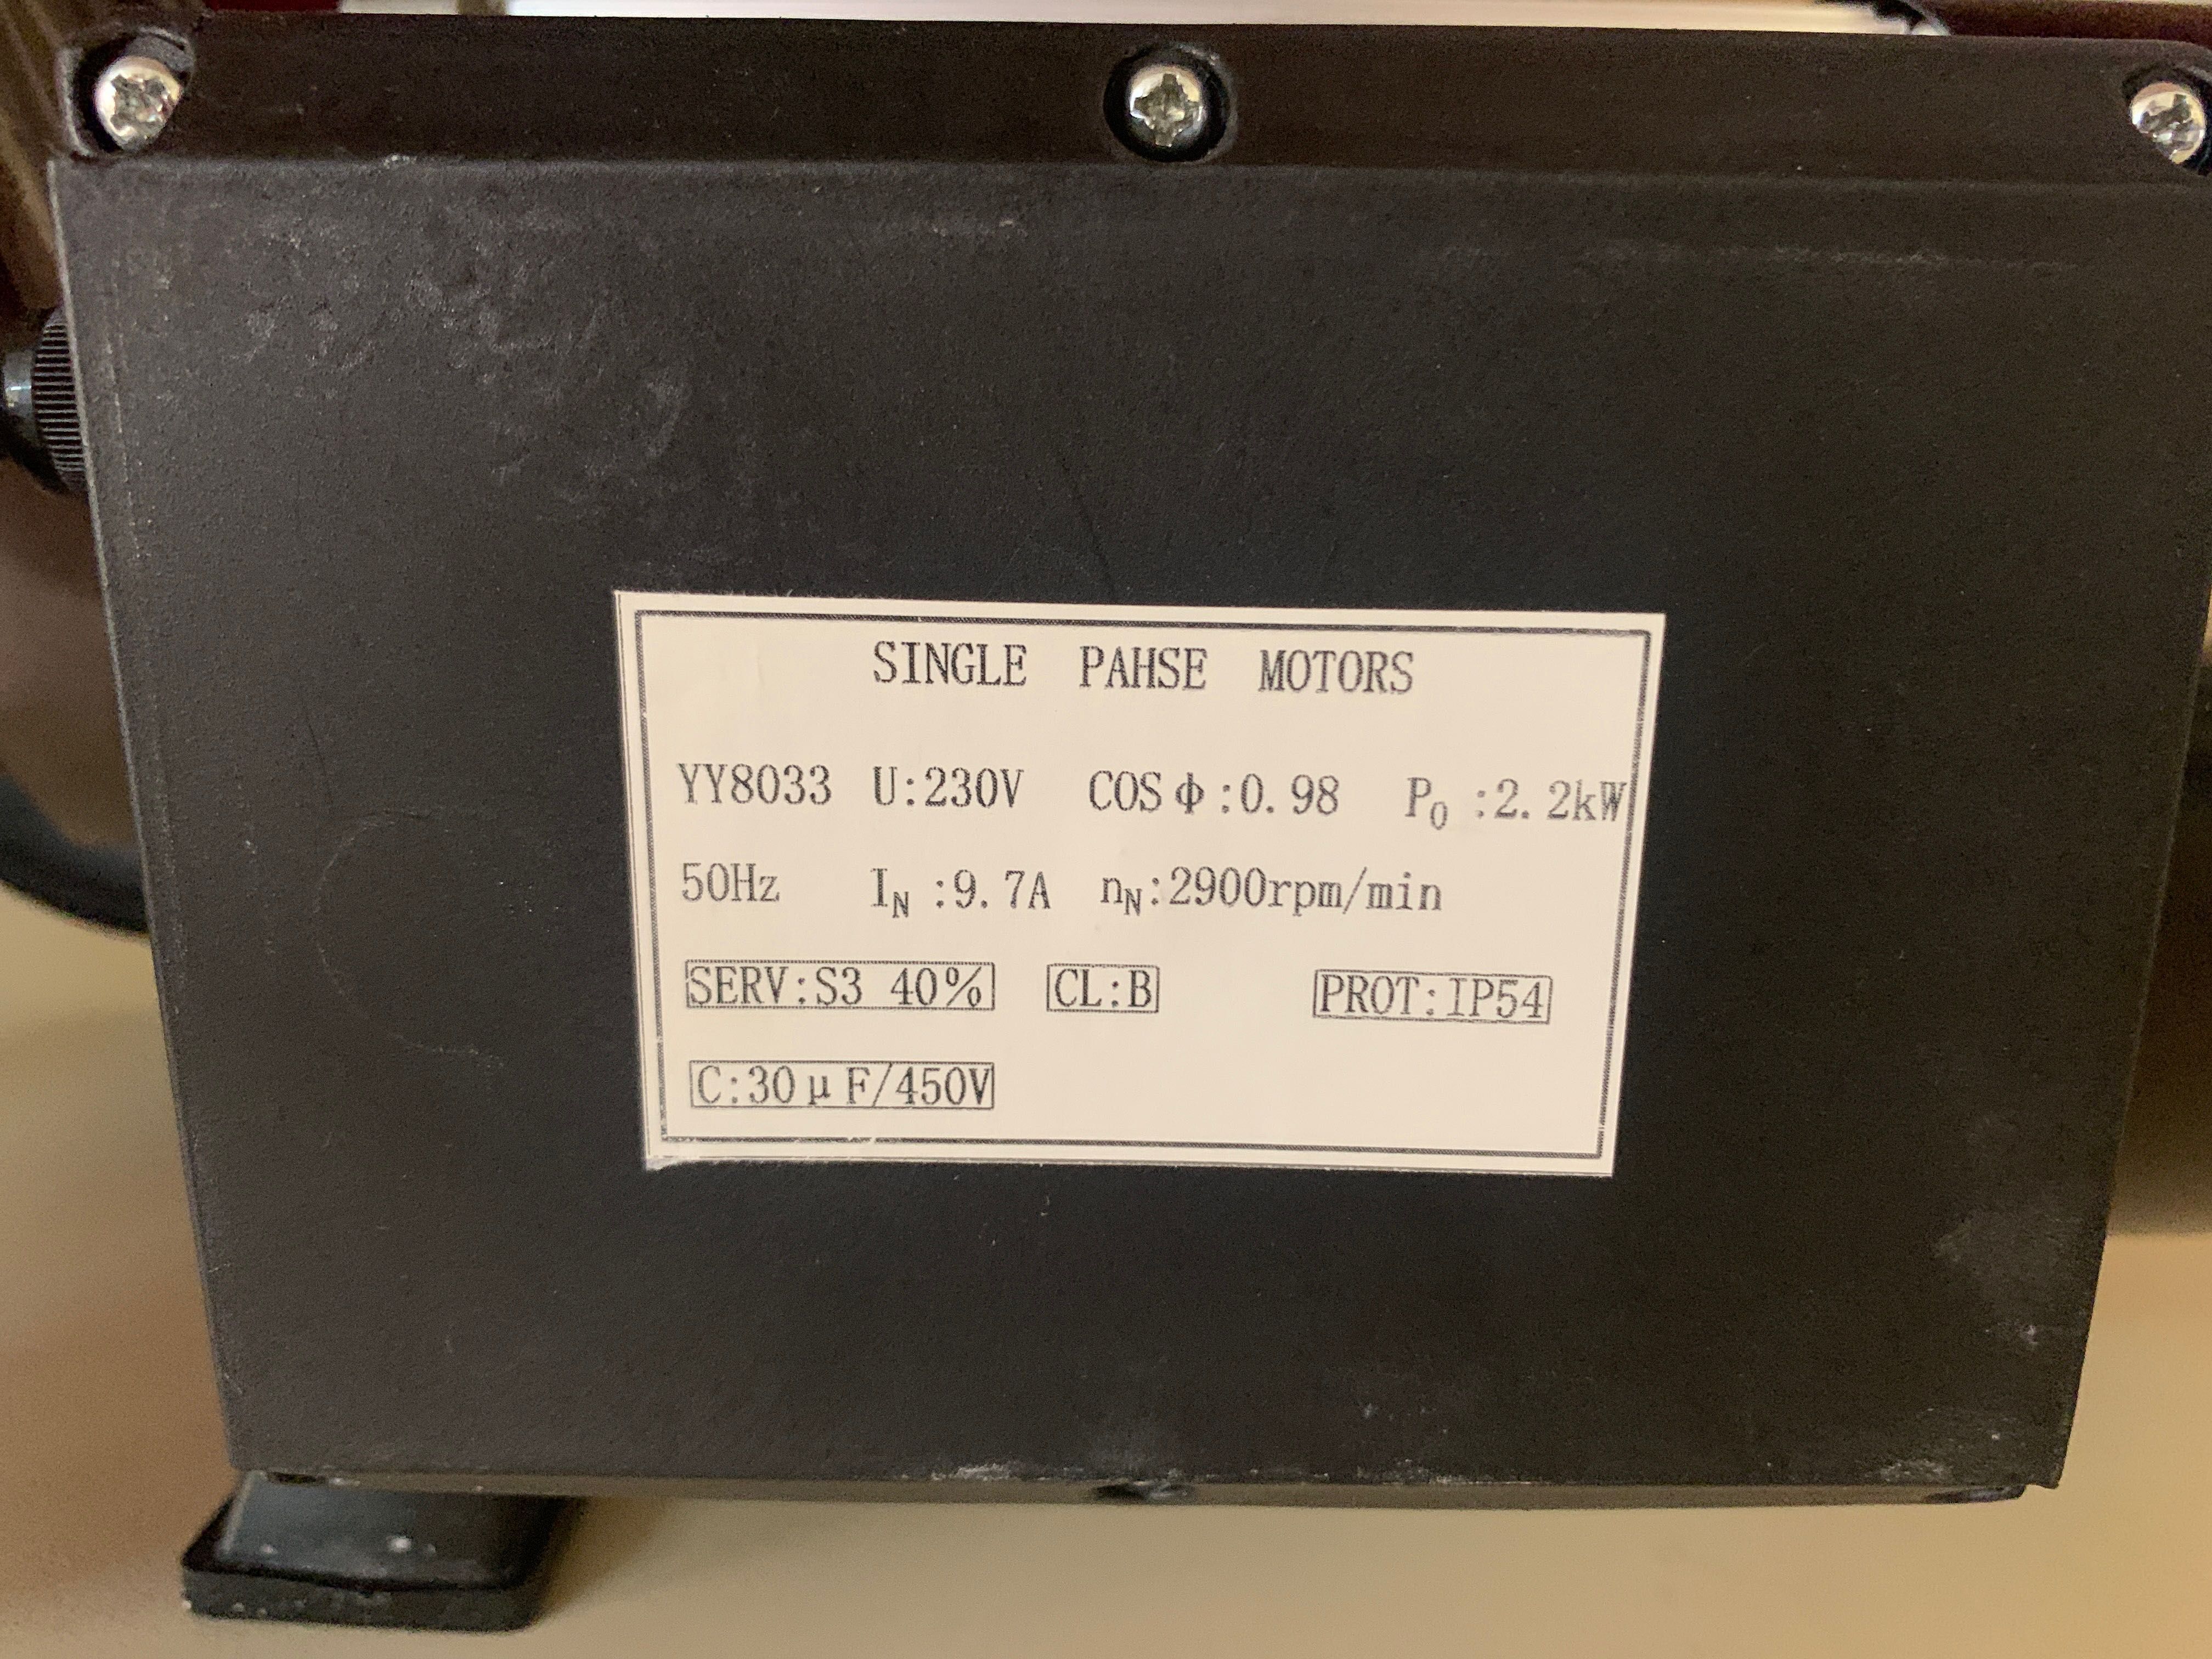 SINGLE PAHSE MOTORS
YY8033 U:230V COSφ:0.98 P0 :2.2kW
50Hz IN :9.7A nN:2900rpm/min
SERV:S3 40% CL:B PROT:IP54
C:30μF/450V